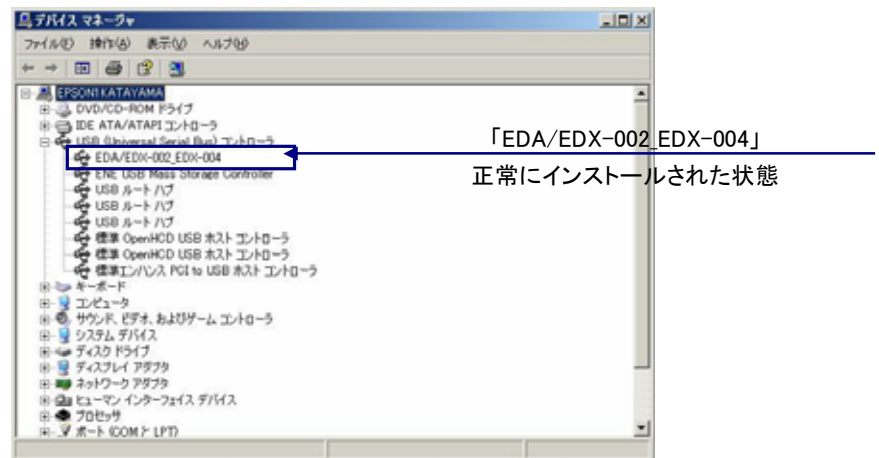 デバイス マネージャ
ファイル(F) 操作(A) 表示(V) ヘルプ(H)
EPSON1KATAYAMA
DVD/CD-ROM ドライブ
IDE ATA/ATAPI コントローラ
USB (Universal Serial Bus) コントローラ
EDA/EDX-002_EDX-004
ENE USB Mass Storage Controller
USB ルート ハブ
USB ルート ハブ
USB ルート ハブ
標準 OpenHCD USB ホスト コントローラ
標準 OpenHCD USB ホスト コントローラ
標準エンハンス PCI to USB ホスト コントローラ
キーボード
コンピュータ
サウンド、ビデオ、およびゲーム コントローラ
システム デバイス
ディスク ドライブ
ディスプレイ アダプタ
ネットワーク アダプタ
ヒューマン インターフェイス デバイス
プロセッサ
ポート (COM と LPT)
「EDA/EDX-002_EDX-004」
正常にインストールされた状態